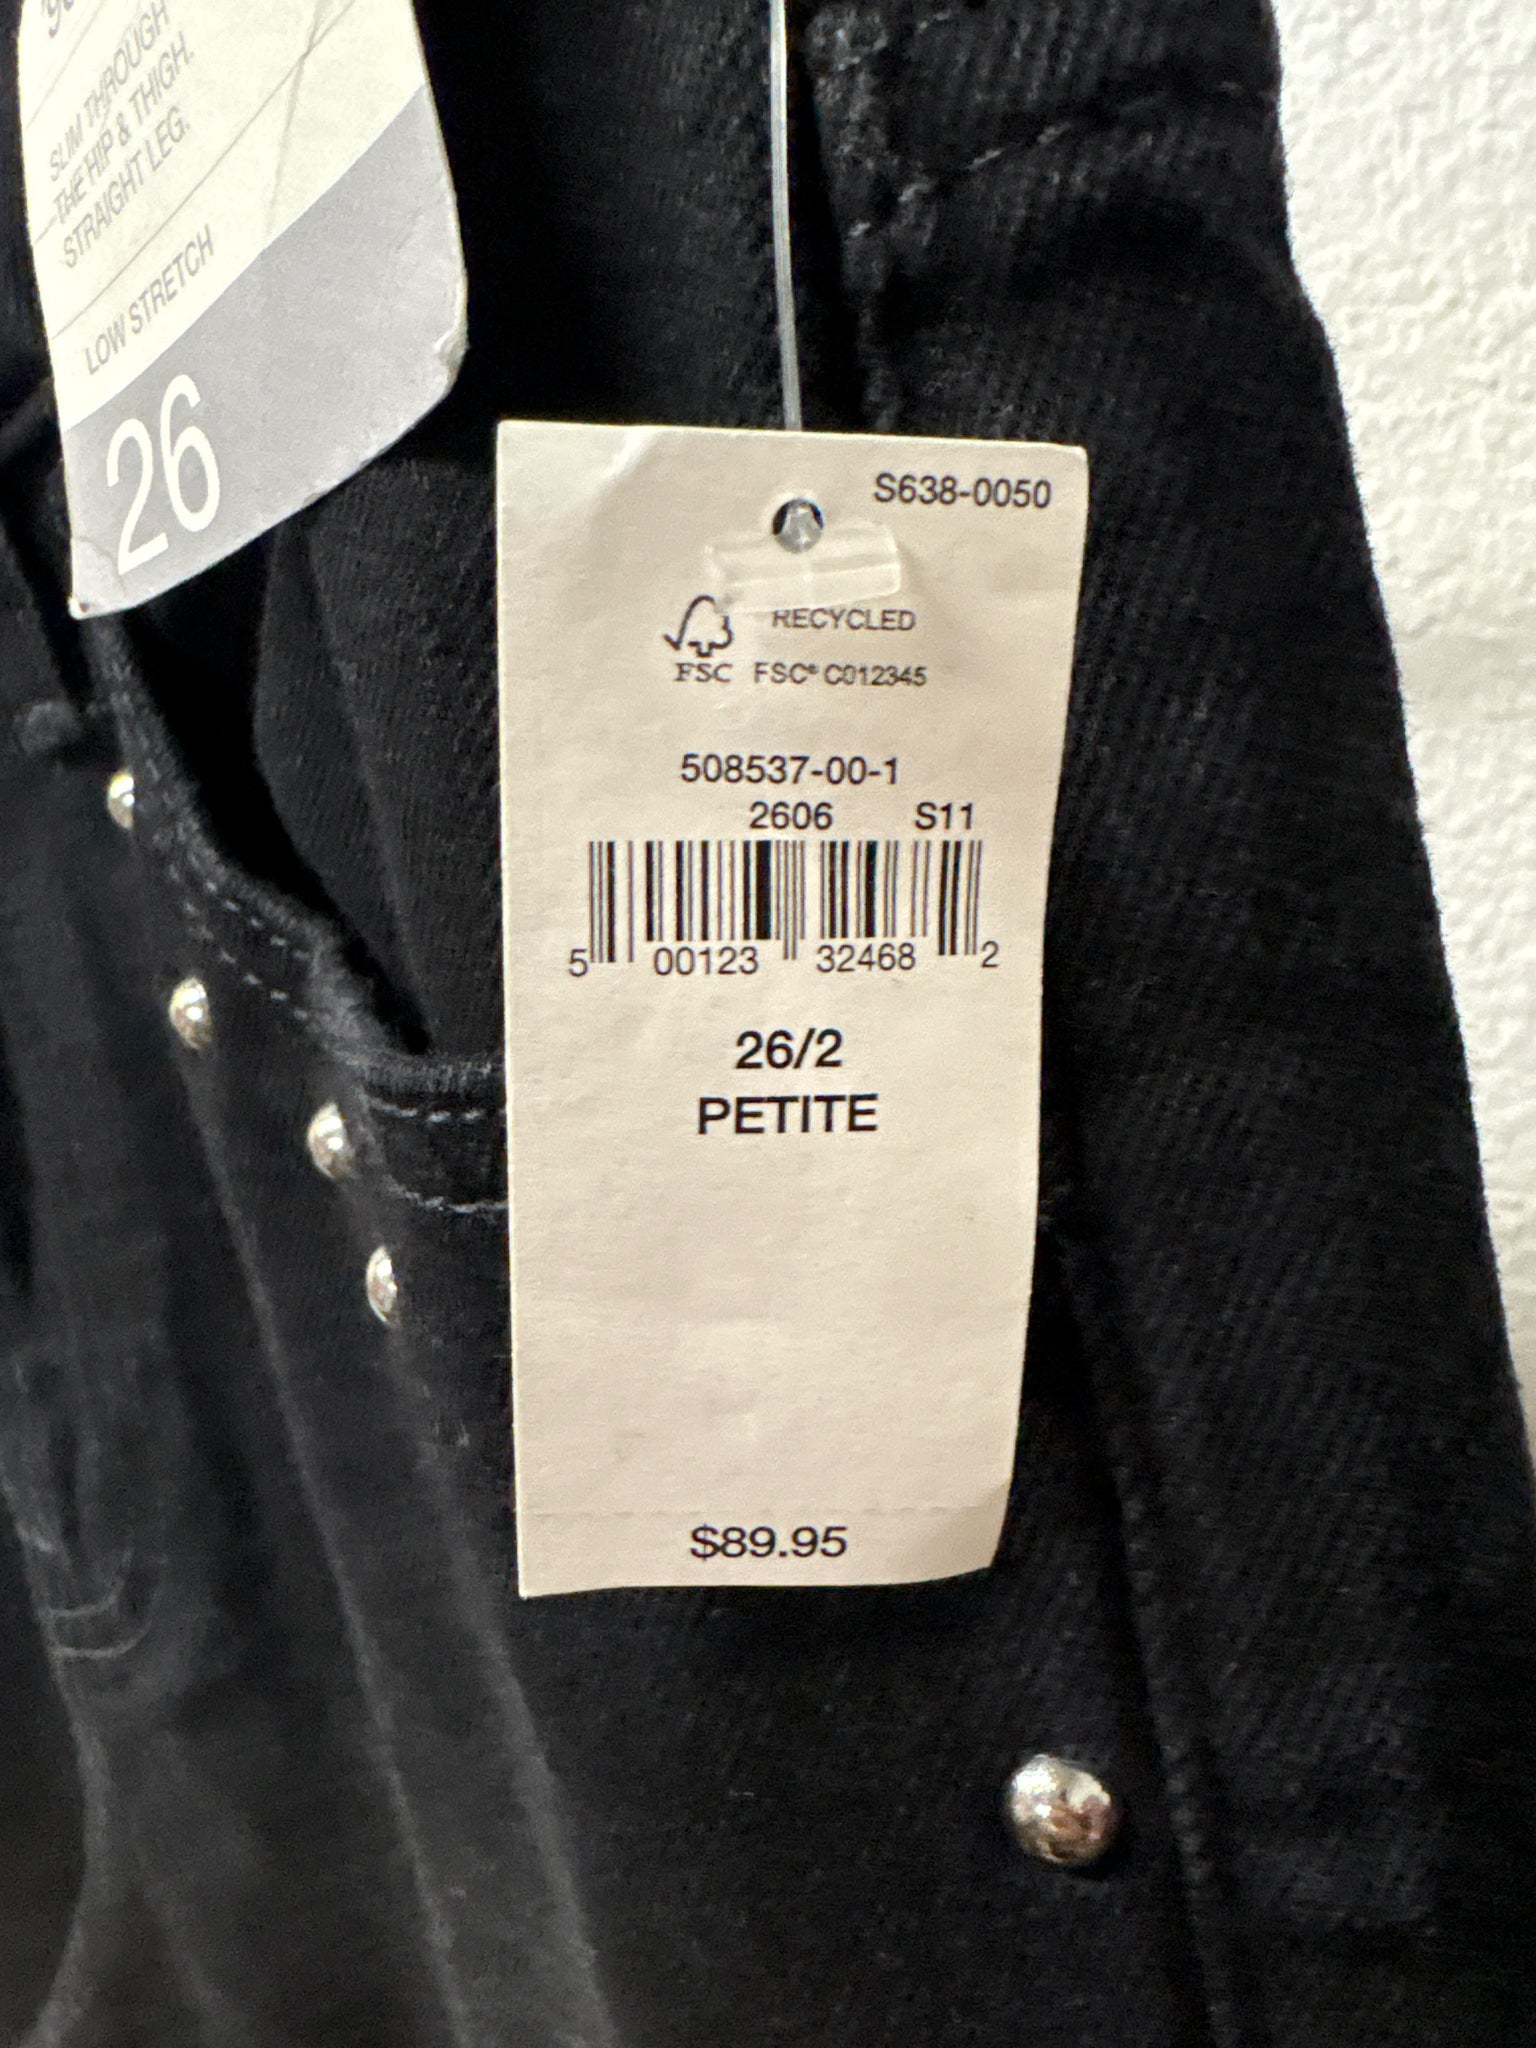 SLIM THROUGH
THE HIP & THIGH.
STRAIGHT LEG.
LOW STRETCH
26
S638-0050
RECYCLED
FSC FSC® C012345
508537-00-1
2606 S11
5 00123 32468 2
26/2
PETITE
$89.95